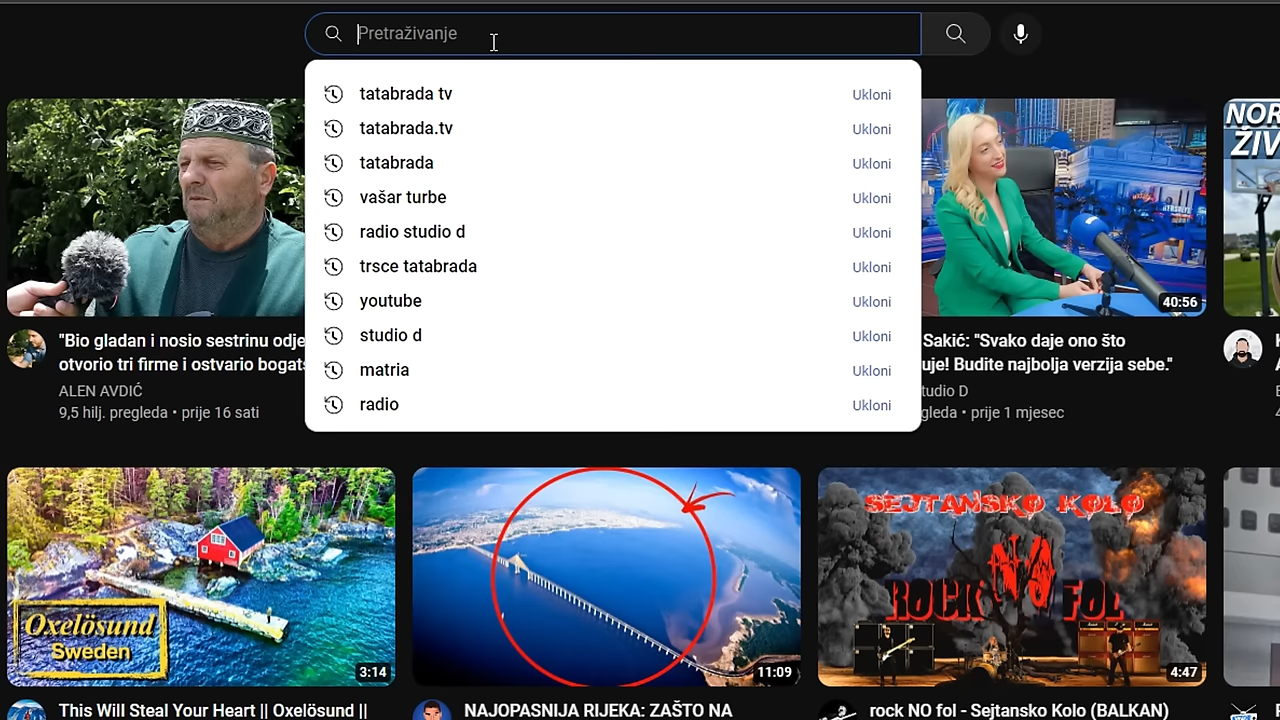 Pretraživanje
tatabrada tv Ukloni
tatabrada.tv Ukloni
tatabrada Ukloni
vašar turbe Ukloni
radio studio d Ukloni
trsce tatabrada Ukloni
youtube Ukloni
studio d Ukloni
matria Ukloni
radio Ukloni
40:56
NOR
ŽIV
"Bio gladan i nosio sestrinu odje
otvorio tri firme i ostvario bogats
ALEN AVDIĆ
9,5 hilj. pregleda • prije 16 sati
Sakić: "Svako daje ono što
uje! Budite najbolja verzija sebe."
tudio D
gleda • prije 1 mjesec
Oxelösund
Sweden
3:14
11:09
SEJTANSKO KOLO
ROCK NO FOL
4:47
This Will Steal Your Heart || Oxelösund ||
NAJOPASNIJA RIJEKA: ZAŠTO NA
rock NO fol - Sejtansko Kolo (BALKAN)